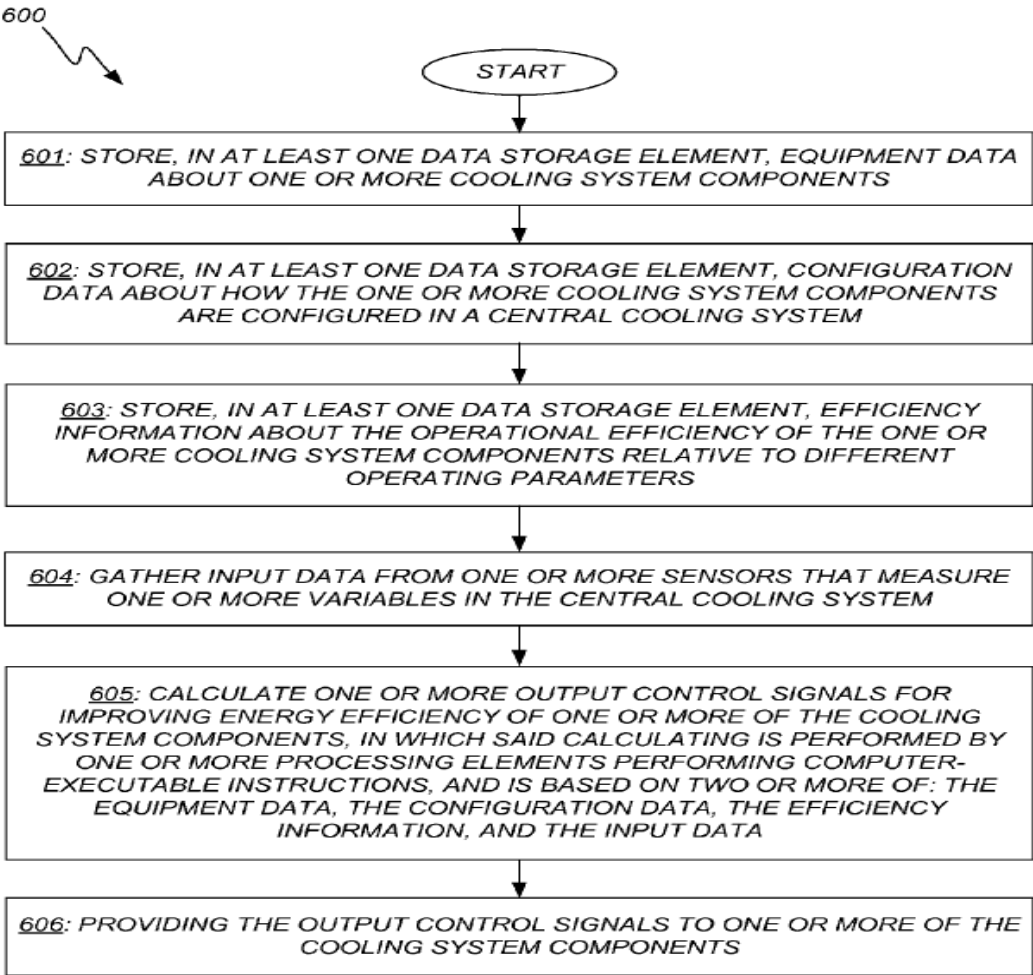 600
START
601: STORE, IN AT LEAST ONE DATA STORAGE ELEMENT, EQUIPMENT DATA
ABOUT ONE OR MORE COOLING SYSTEM COMPONENTS
602: STORE, IN AT LEAST ONE DATA STORAGE ELEMENT, CONFIGURATION
DATA ABOUT HOW THE ONE OR MORE COOLING SYSTEM COMPONENTS
ARE CONFIGURED IN A CENTRAL COOLING SYSTEM
603: STORE, IN AT LEAST ONE DATA STORAGE ELEMENT, EFFICIENCY
INFORMATION ABOUT THE OPERATIONAL EFFICIENCY OF THE ONE OR
MORE COOLING SYSTEM COMPONENTS RELATIVE TO DIFFERENT
OPERATING PARAMETERS
604: GATHER INPUT DATA FROM ONE OR MORE SENSORS THAT MEASURE
ONE OR MORE VARIABLES IN THE CENTRAL COOLING SYSTEM
605: CALCULATE ONE OR MORE OUTPUT CONTROL SIGNALS FOR
IMPROVING ENERGY EFFICIENCY OF ONE OR MORE OF THE COOLING
SYSTEM COMPONENTS, IN WHICH SAID CALCULATING IS PERFORMED BY
ONE OR MORE PROCESSING ELEMENTS PERFORMING COMPUTER-
EXECUTABLE INSTRUCTIONS, AND IS BASED ON TWO OR MORE OF: THE
EQUIPMENT DATA, THE CONFIGURATION DATA, THE EFFICIENCY
INFORMATION, AND THE INPUT DATA
606: PROVIDING THE OUTPUT CONTROL SIGNALS TO ONE OR MORE OF THE
COOLING SYSTEM COMPONENTS